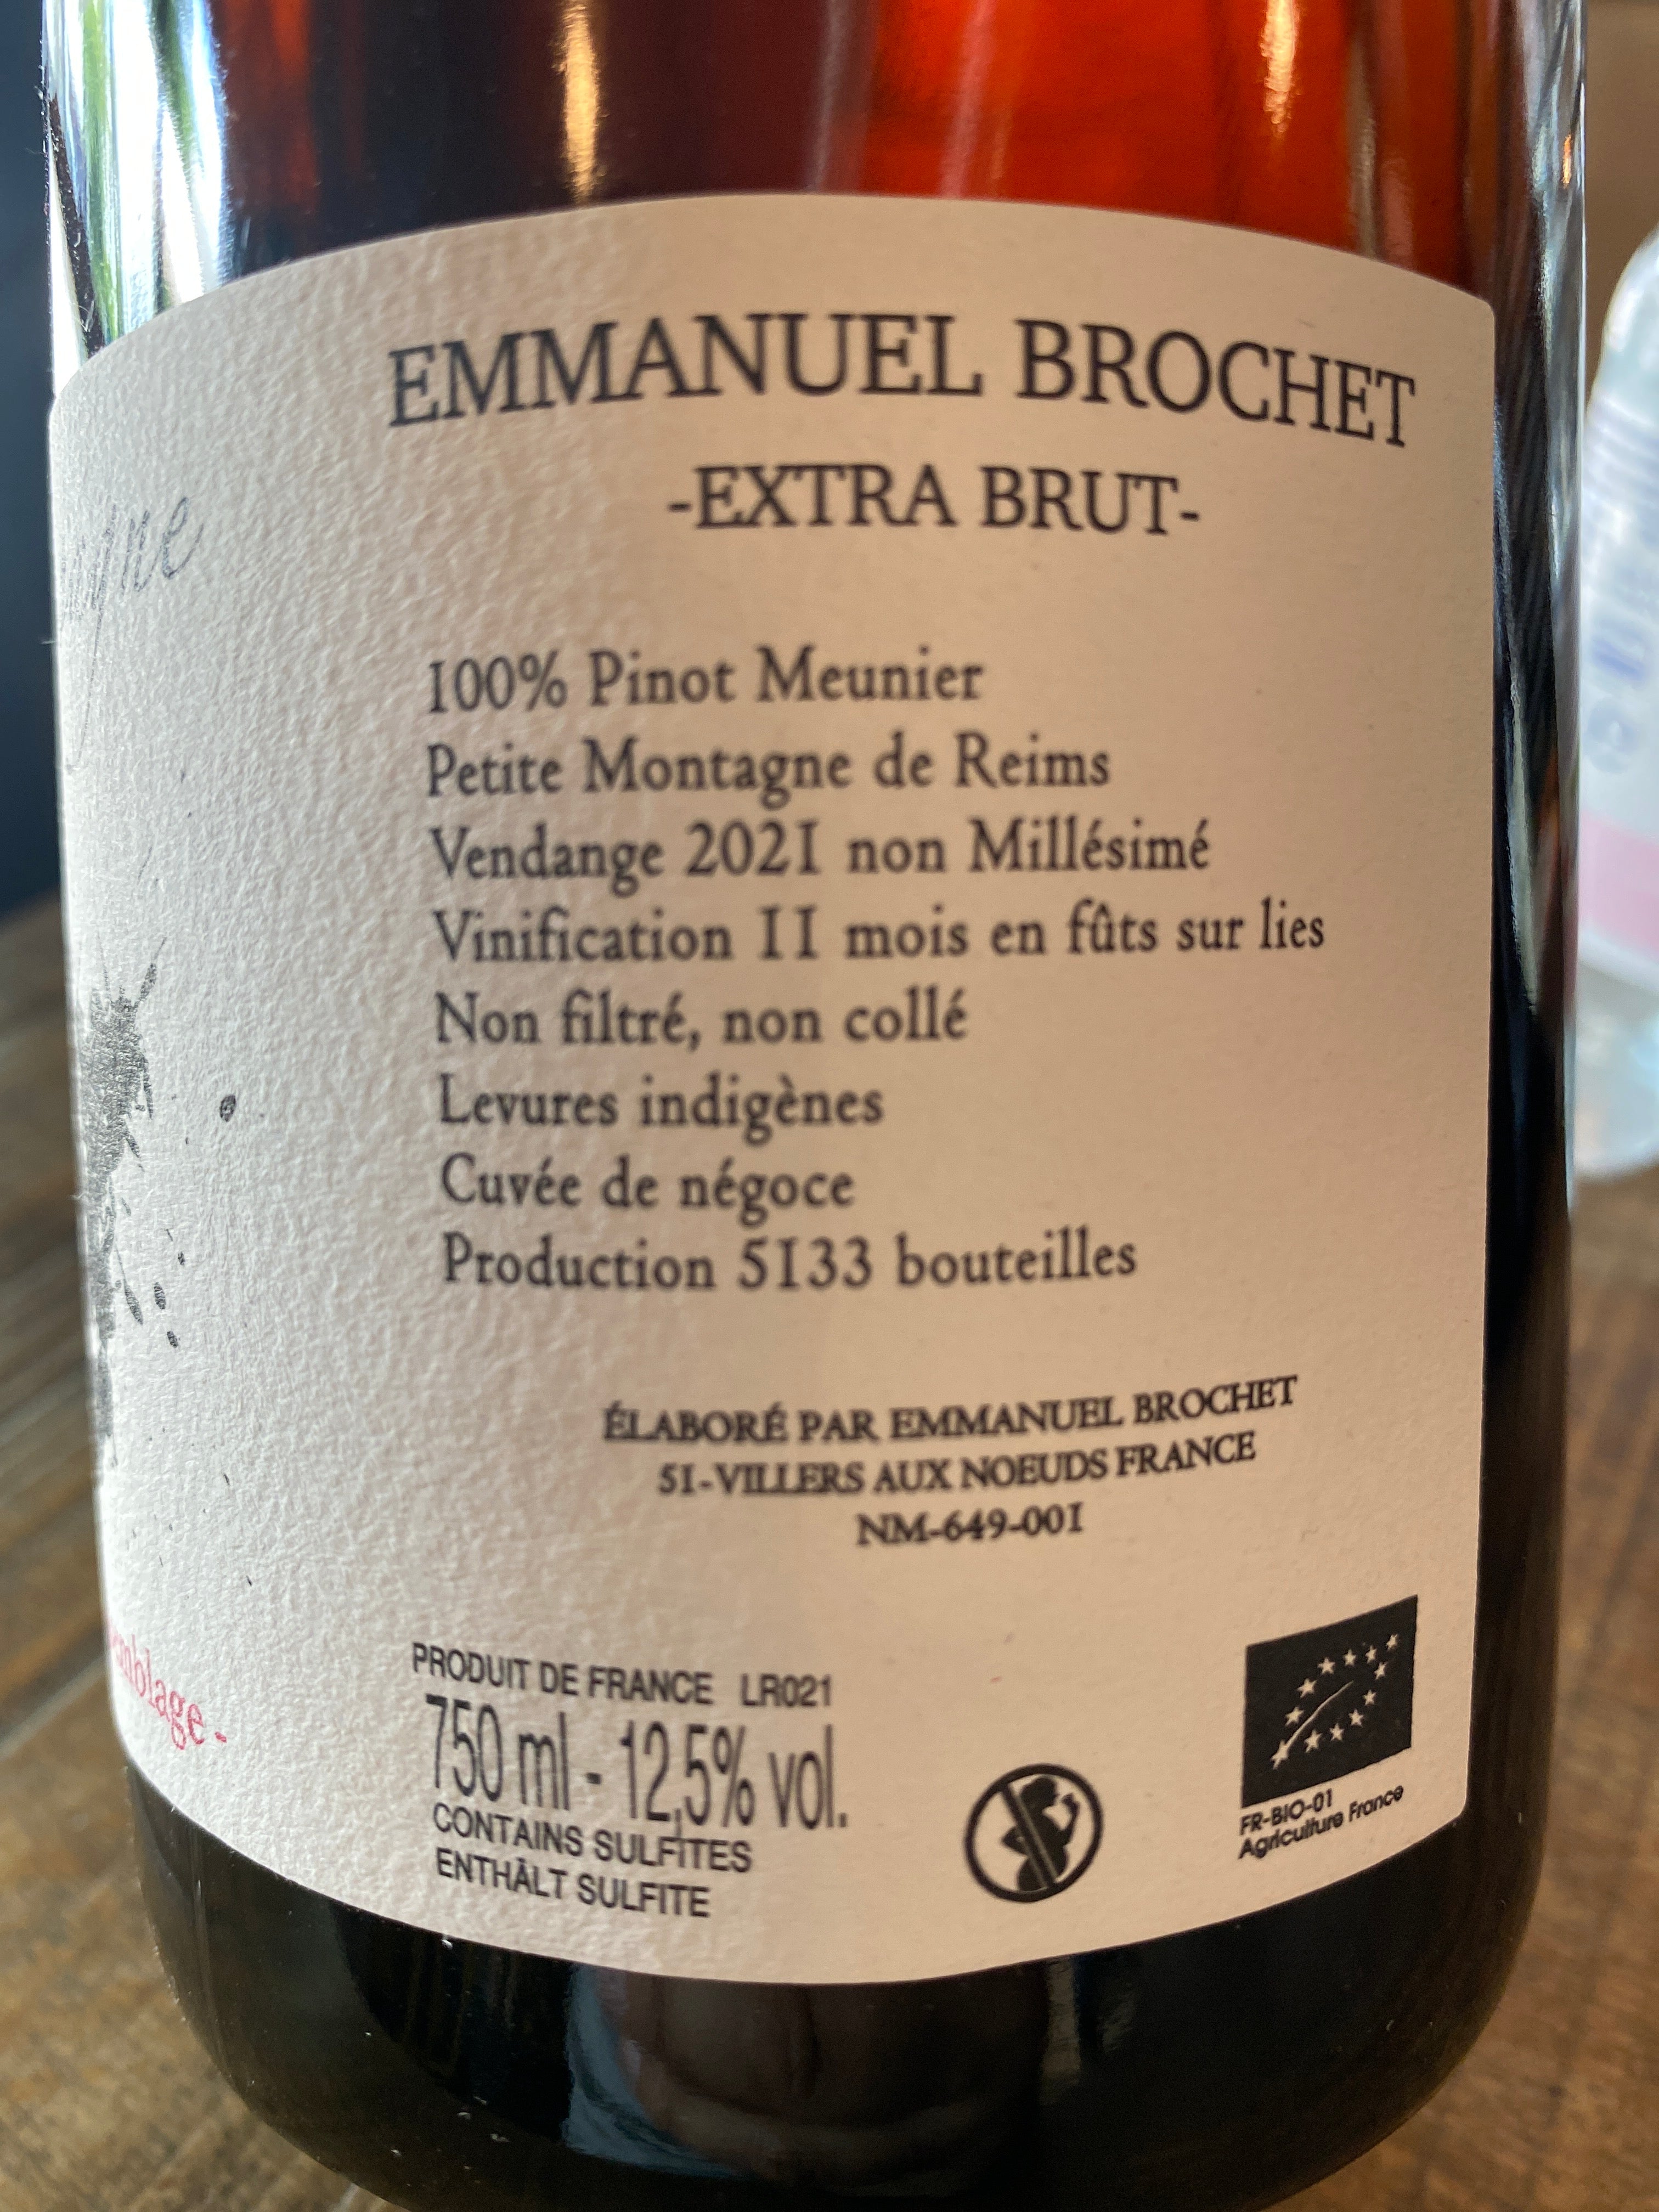 EMMANUEL BROCHET
-EXTRA BRUT-
100% Pinot Meunier
Petite Montagne de Reims
Vendange 2021 non Millésimé
Vinification 11 mois en fûts sur lies
Non filtré, non collé
Levures indigènes
Cuvée de négoce
Production 5133 bouteilles
ÉLABORÉ PAR EMMANUEL BROCHET
51-VILLERS AUX NOEUDS FRANCE
NM-649-001
PRODUIT DE FRANCE LR021
750 ml - 12,5% vol.
CONTAINS SULFITES
ENTHÄLT SULFITE
FR-BIO-01
Agriculture France